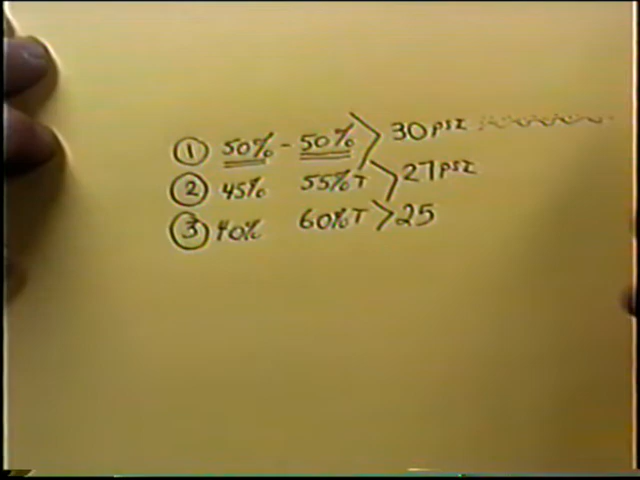 ① 50% - 50% > 30 PSI
② 45% 55% T > 27 PSI
③ 40% 60% T > 25